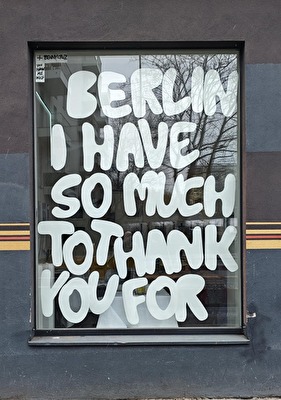 BERLIN
I HAVE
SO MUCH
TO THANK
YOU FOR